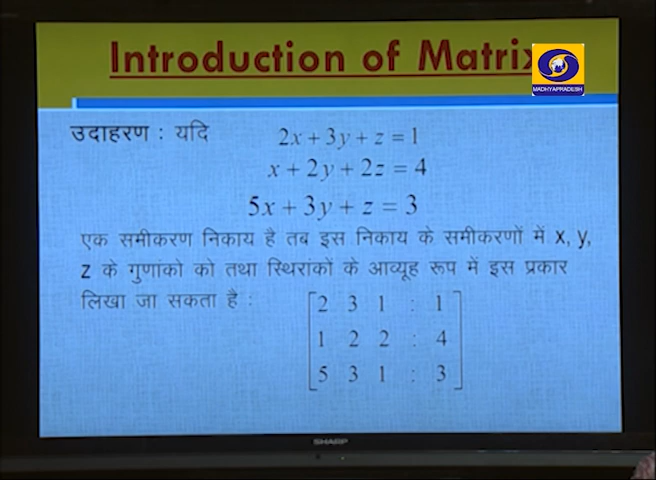 Introduction of Matrix
MADHYAPRADESH
उदाहरण : यदि 2x + 3y + z = 1
x + 2y + 2z = 4
5x + 3y + z = 3
एक समीकरण निकाय है तब इस निकाय के समीकरणों में x, y,
z के गुणांको को तथा स्थिरांकों के आव्यूह रूप में इस प्रकार
लिखा जा सकता है :
2 3 1 : 1
1 2 2 : 4
5 3 1 : 3
SHARP